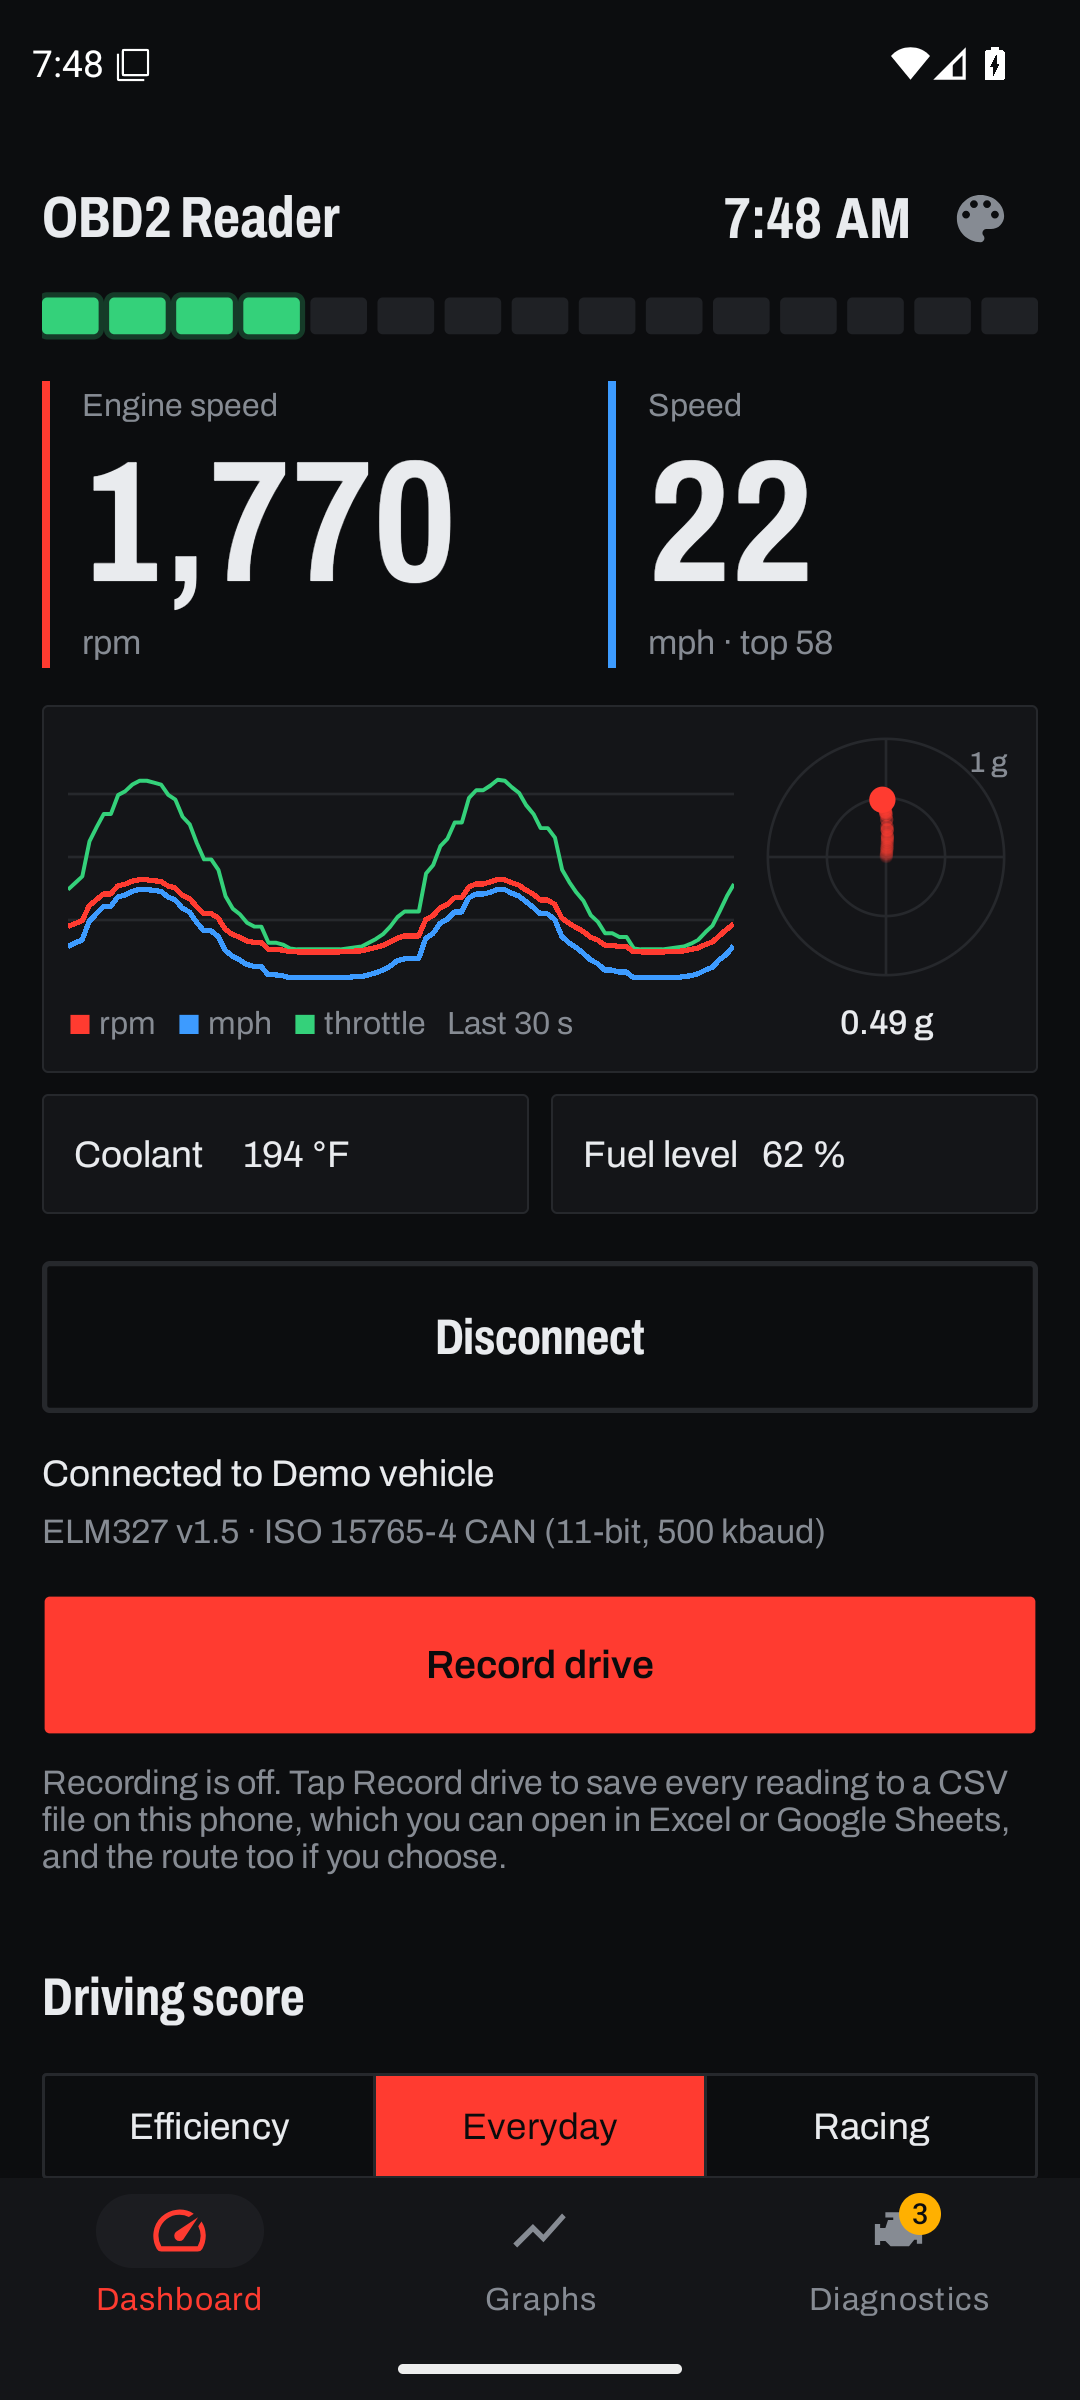 7:48
OBD2 Reader
7:48 AM
Engine speed
1,770
rpm
Speed
22
mph · top 58
1 g
rpm mph throttle Last 30 s
0.49 g
Coolant 194 °F
Fuel level 62 %
Disconnect
Connected to Demo vehicle
ELM327 v1.5 · ISO 15765-4 CAN (11-bit, 500 kbaud)
Record drive
Recording is off. Tap Record drive to save every reading to a CSV
file on this phone, which you can open in Excel or Google Sheets,
and the route too if you choose.
Driving score
Efficiency
Everyday
Racing
3
Dashboard
Graphs
Diagnostics